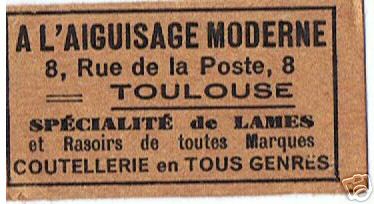 A L'AIGUISAGE MODERNE
8, Rue de la Poste, 8
TOULOUSE
SPÉCIALITÉ de LAMES
et Rasoirs de toutes Marques
COUTELLERIE en TOUS GENRES